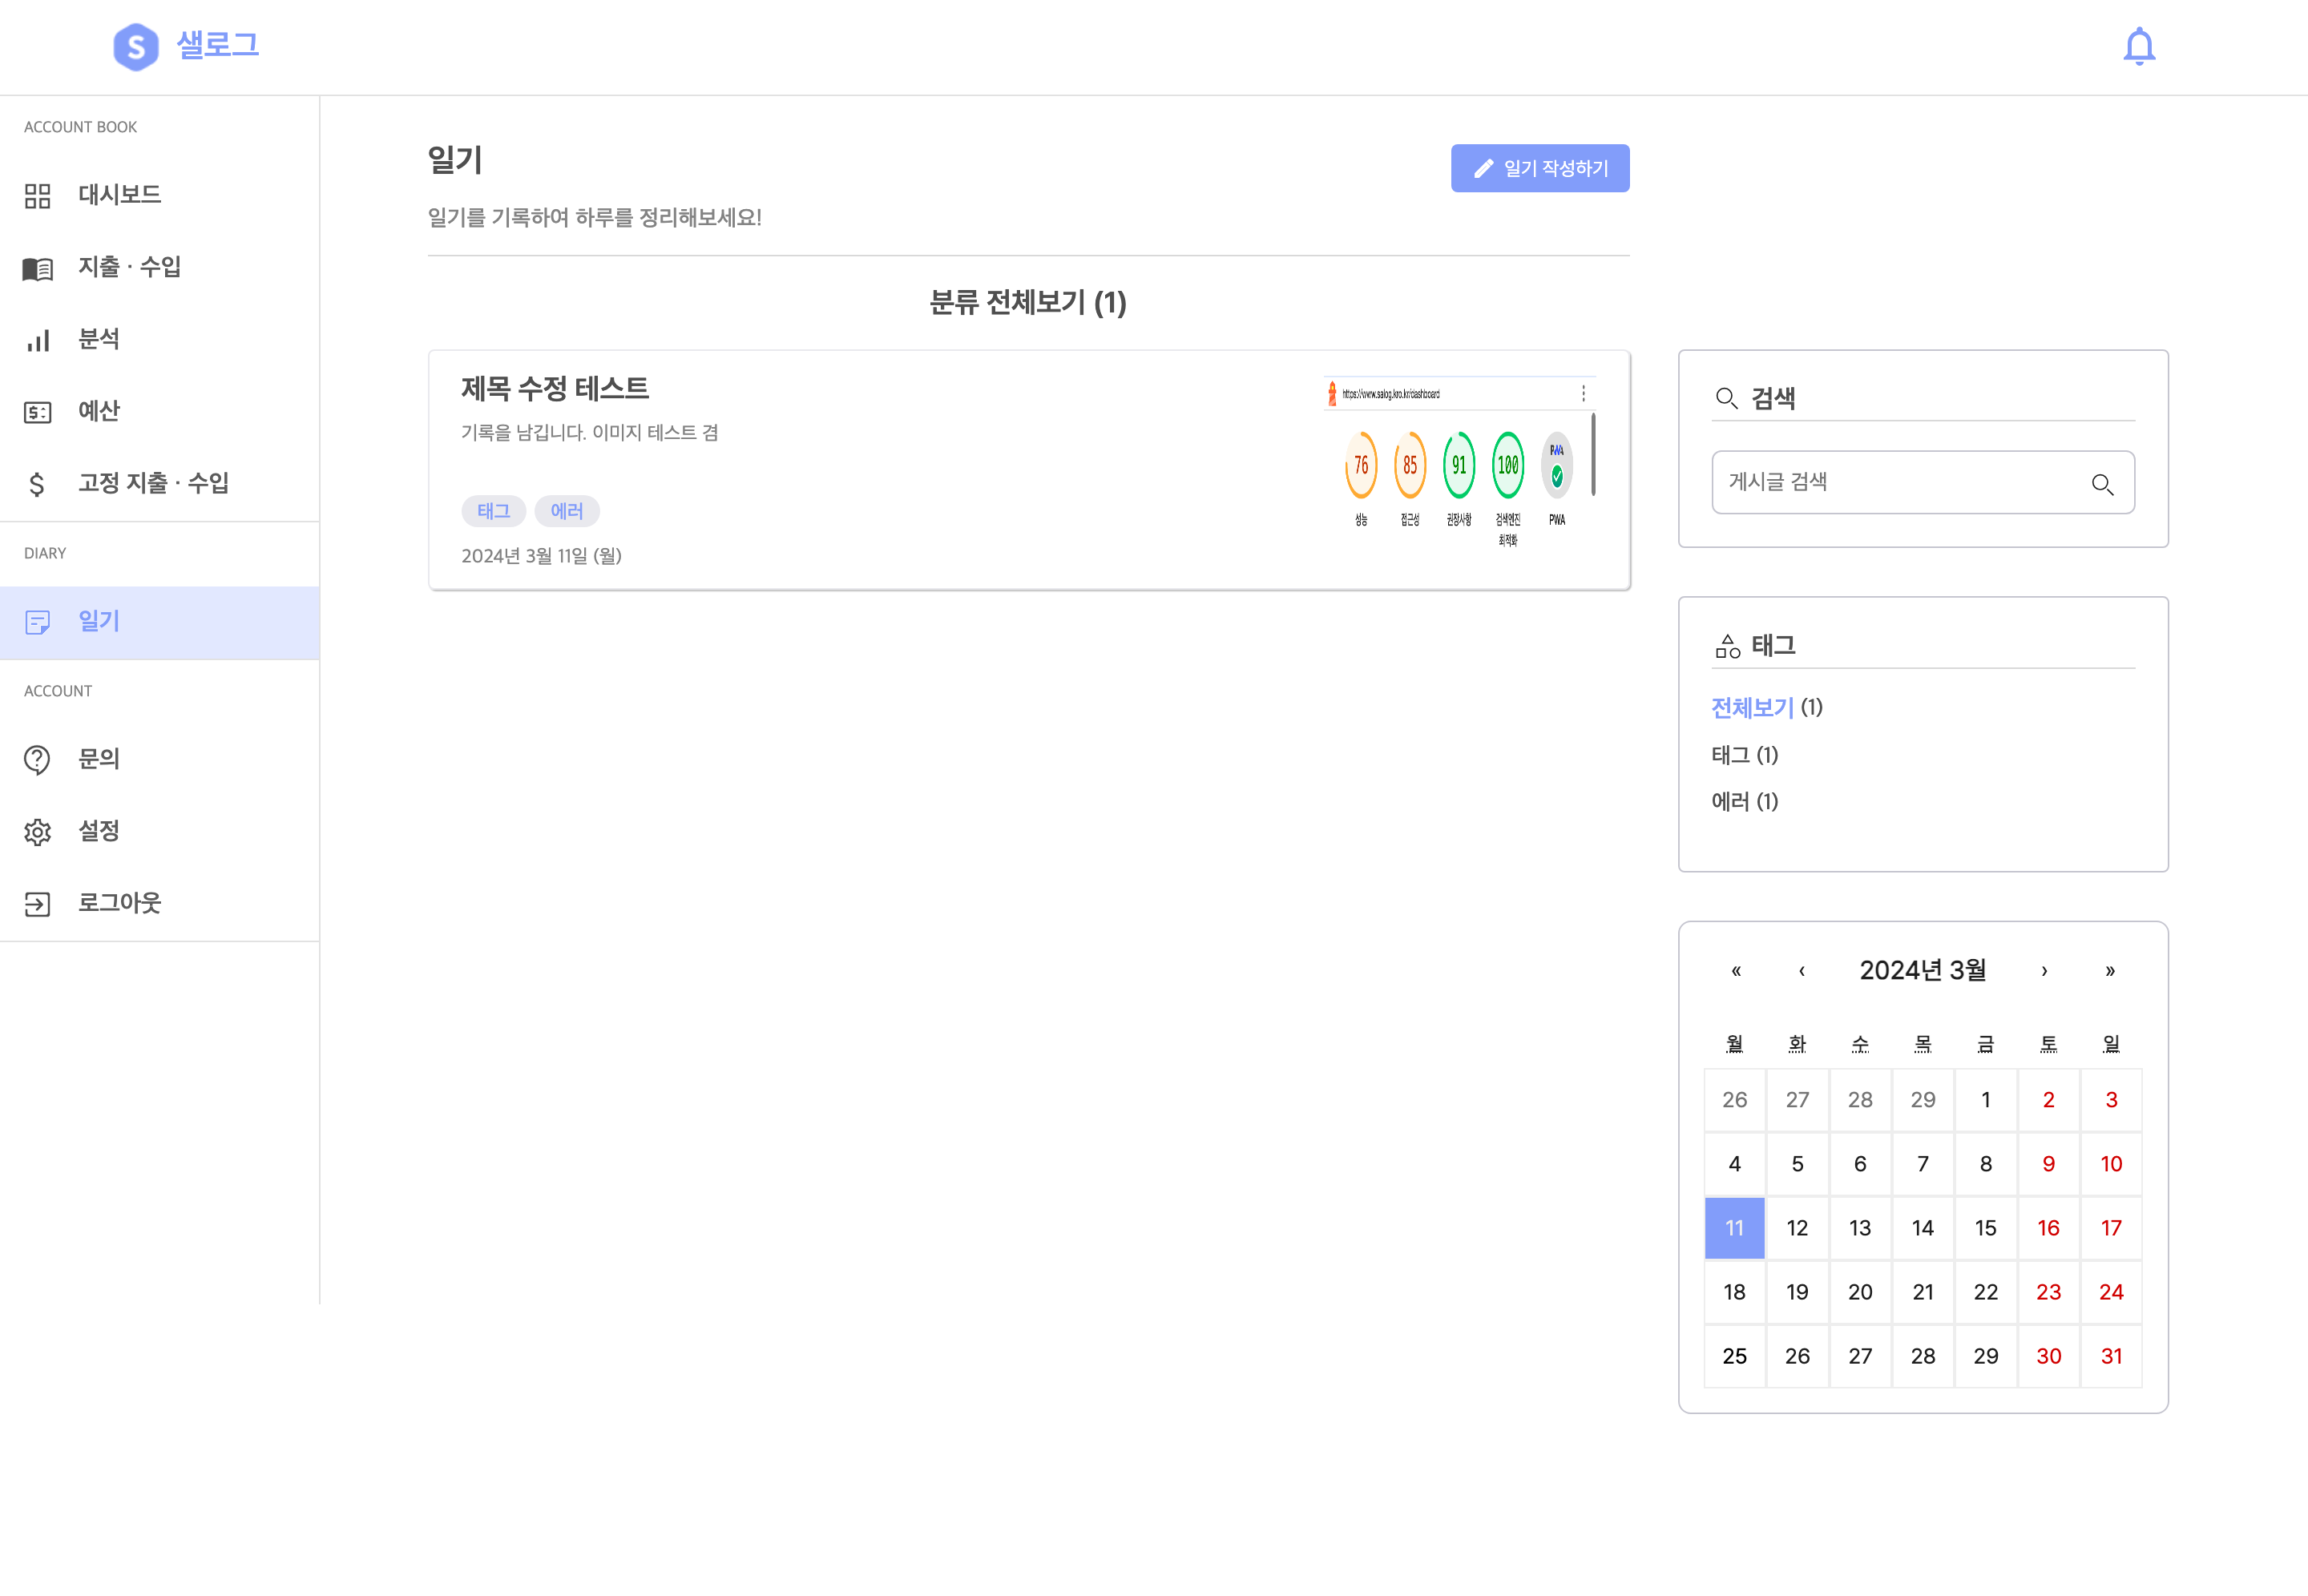 S 샐로그
ACCOUNT BOOK
대시보드
지출 · 수입
분석
예산
고정 지출 · 수입
DIARY
일기
ACCOUNT
문의
설정
로그아웃
일기
일기 작성하기
일기를 기록하여 하루를 정리해보세요!
분류 전체보기 (1)
제목 수정 테스트
기록을 남깁니다. 이미지 테스트 겸
태그 에러
2024년 3월 11일 (월)
https://www.salog.kro.kr/dashboard
76 85 91 100 PWA
성능 접근성 권장사항 검색엔진 PWA
최적화
검색
게시글 검색
태그
전체보기 (1)
태그 (1)
에러 (1)
« ‹ 2024년 3월 › »
월 화 수 목 금 토 일
26 27 28 29 1 2 3
4 5 6 7 8 9 10
11 12 13 14 15 16 17
18 19 20 21 22 23 24
25 26 27 28 29 30 31